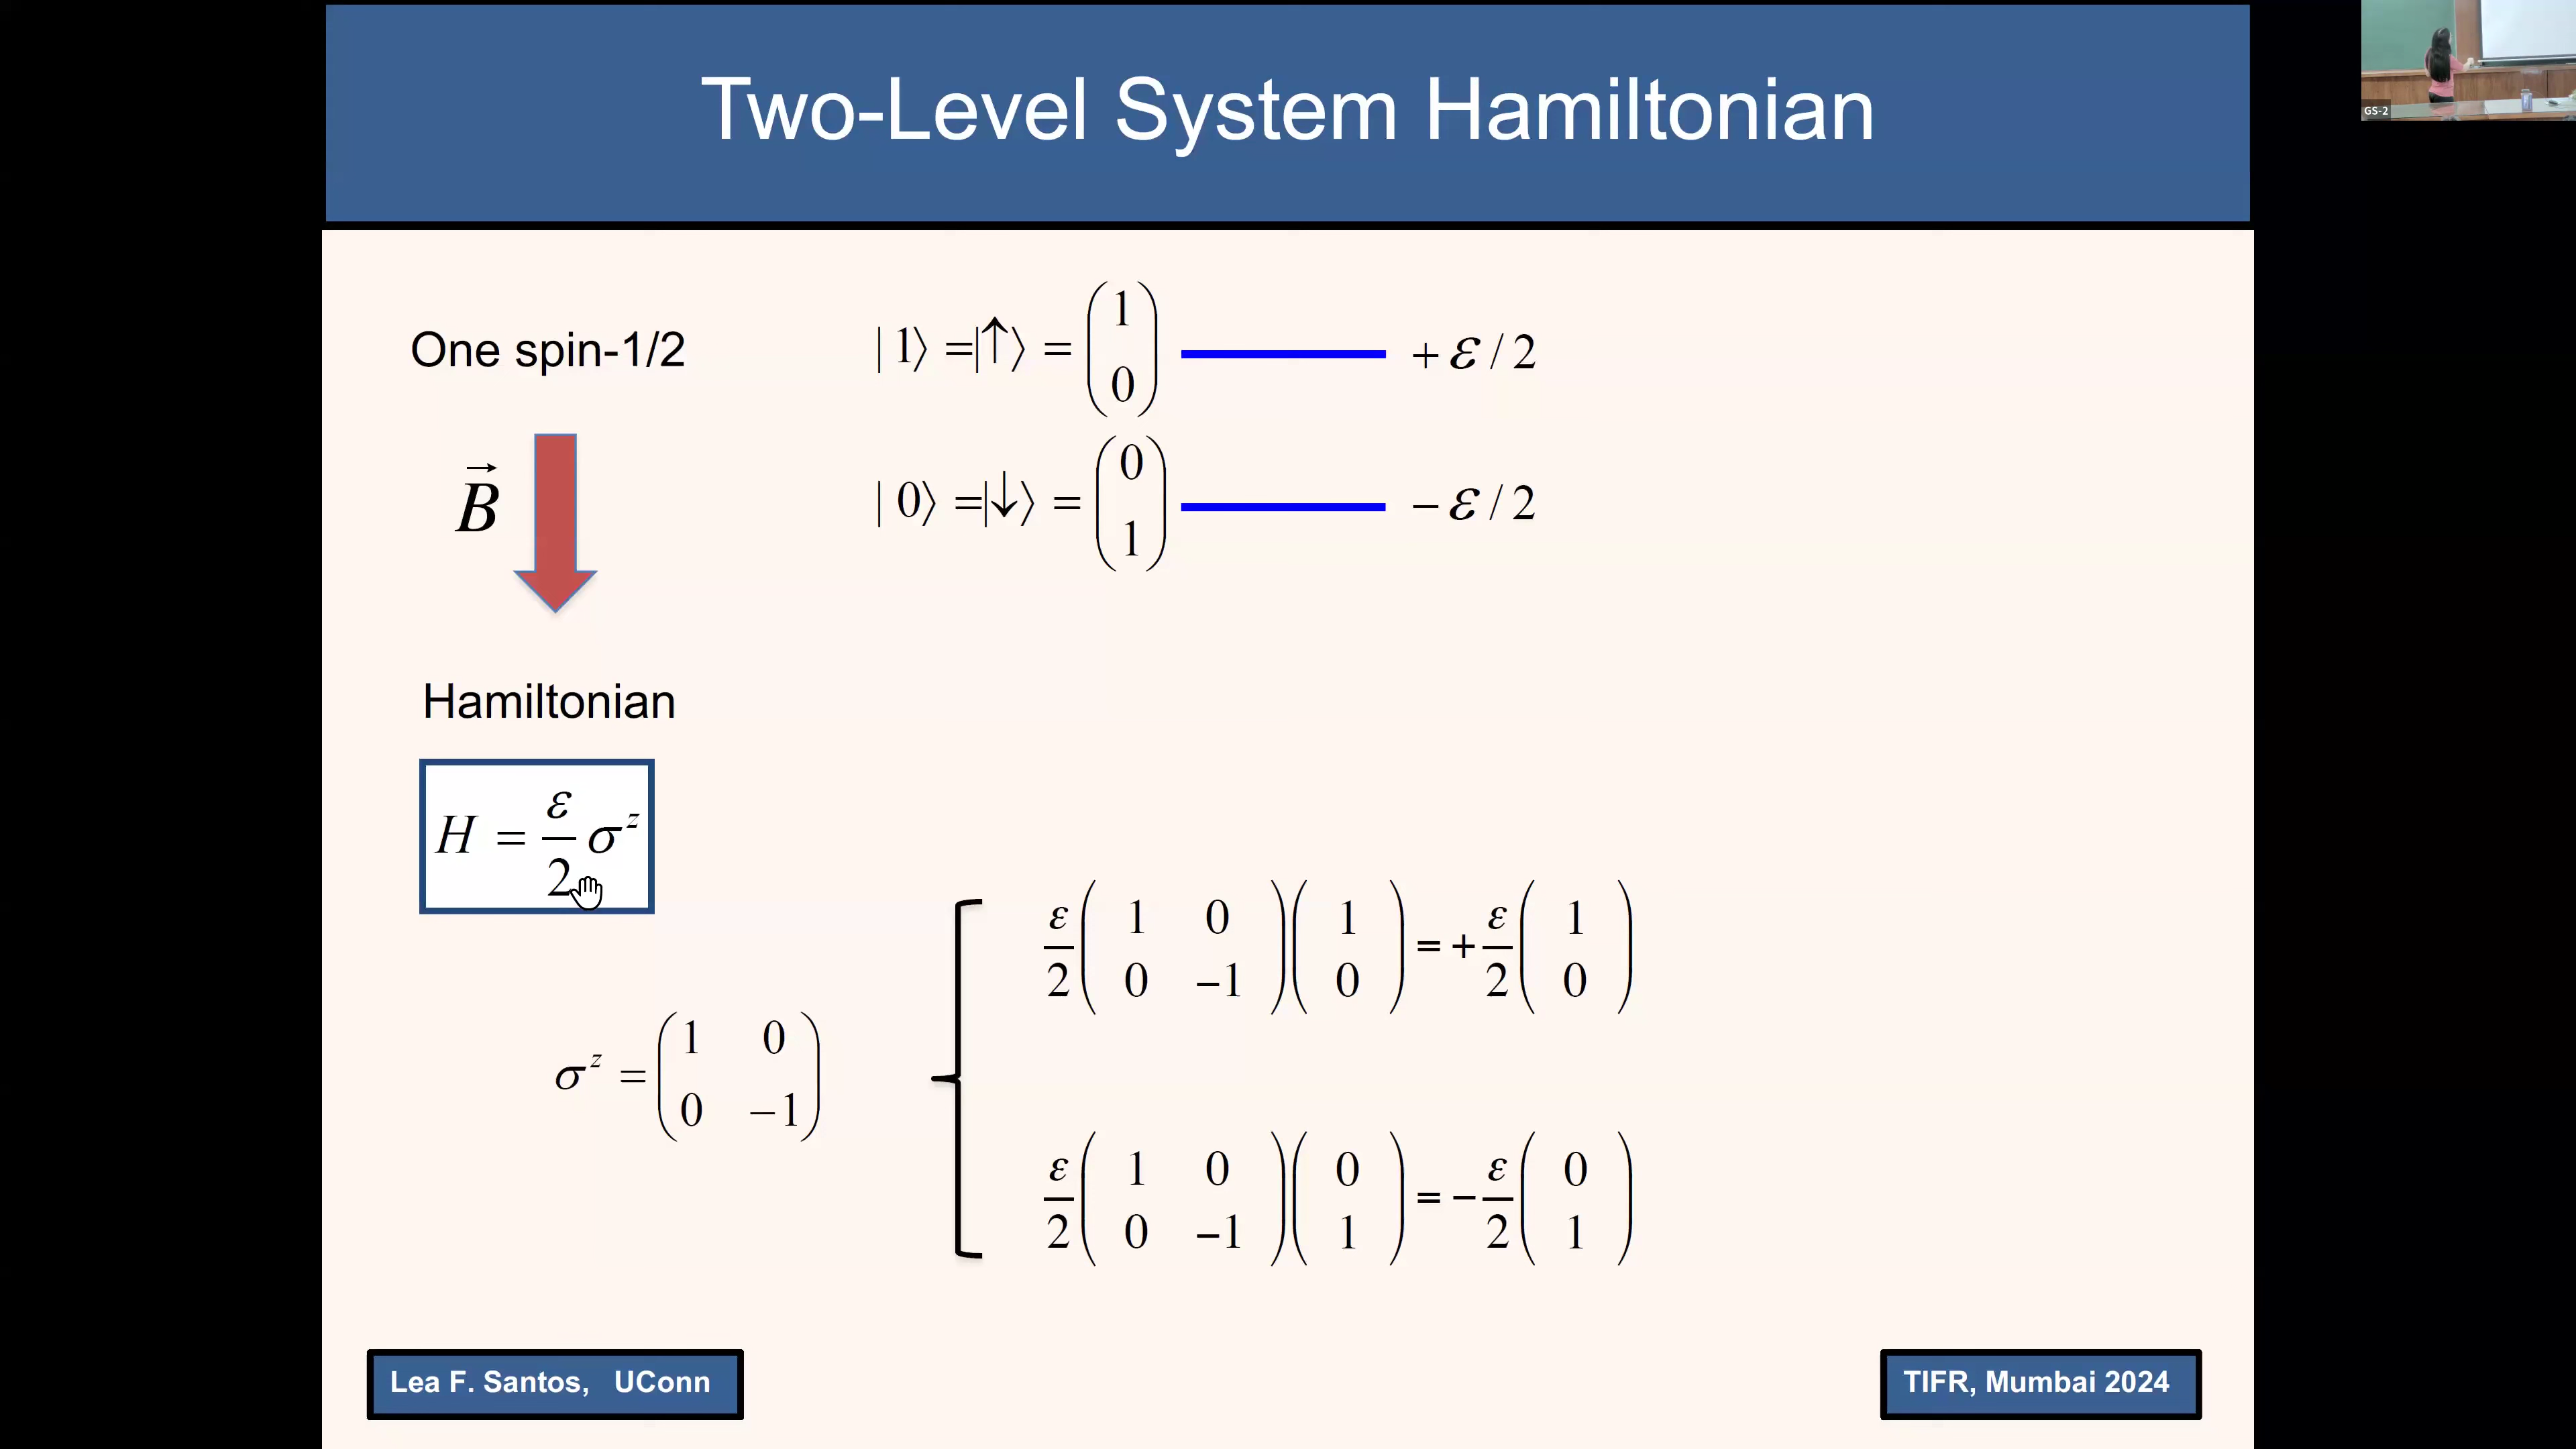 Two-Level System Hamiltonian
GS-2
One spin-1/2
| 1⟩ =|↑⟩ = ( 1 0 ) + ε / 2
B⃗
| 0⟩ =|↓⟩ = ( 0 1 ) − ε / 2
Hamiltonian
H = ε/2 σ^z
σ^z = ( 1 0 0 −1 )
ε/2 ( 1 0 0 −1 ) ( 1 0 ) = + ε/2 ( 1 0 )
ε/2 ( 1 0 0 −1 ) ( 0 1 ) = − ε/2 ( 0 1 )
Lea F. Santos, UConn
TIFR, Mumbai 2024